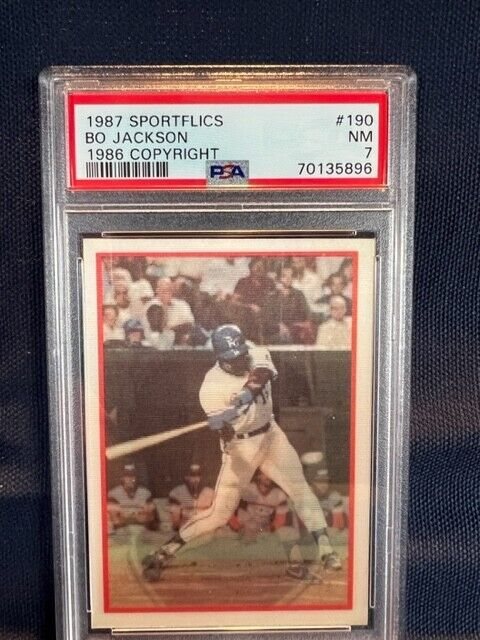 1987 SPORTFLICS #190
BO JACKSON NM
1986 COPYRIGHT 7
PSA 70135896